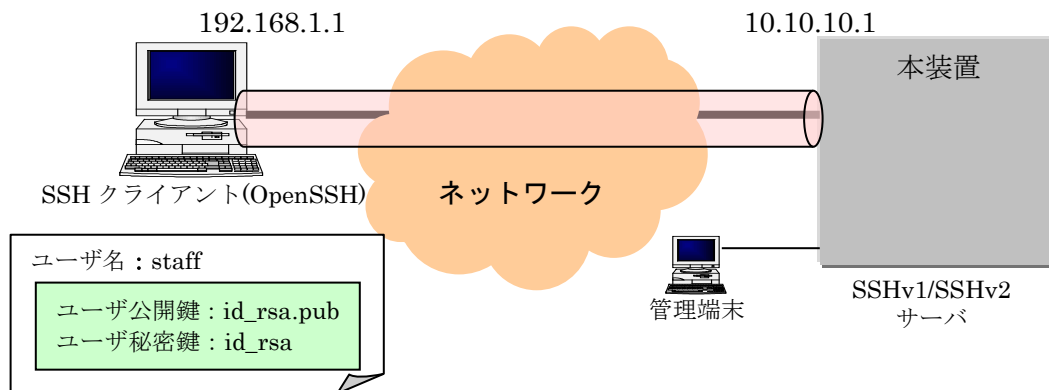 192.168.1.1
10.10.10.1
本装置
SSH クライアント(OpenSSH)
ネットワーク
管理端末
SSHv1/SSHv2
サーバ
ユーザ名：staff
ユーザ公開鍵：id_rsa.pub
ユーザ秘密鍵：id_rsa